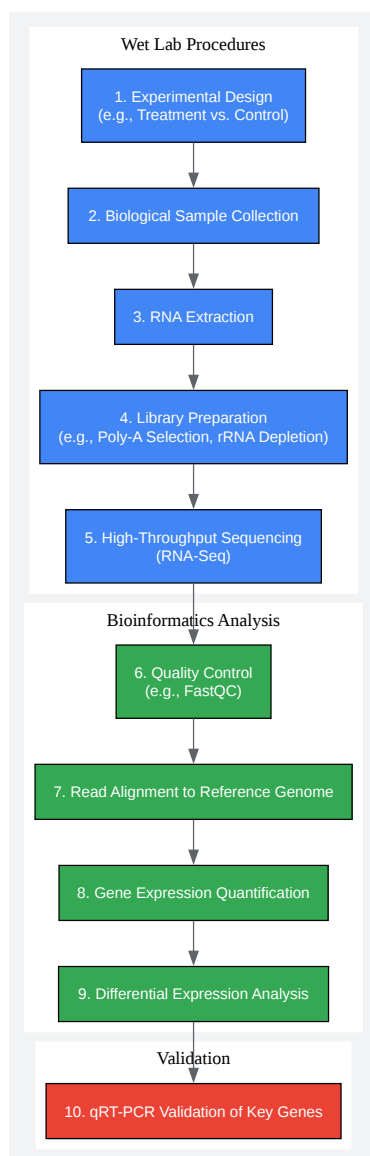 Wet Lab Procedures
1. Experimental Design
(e.g., Treatment vs. Control)
2. Biological Sample Collection
3. RNA Extraction
4. Library Preparation
(e.g., Poly-A Selection, rRNA Depletion)
5. High-Throughput Sequencing
(RNA-Seq)
Bioinformatics Analysis
6. Quality Control
(e.g., FastQC)
7. Read Alignment to Reference Genome
8. Gene Expression Quantification
9. Differential Expression Analysis
Validation
10. qRT-PCR Validation of Key Genes